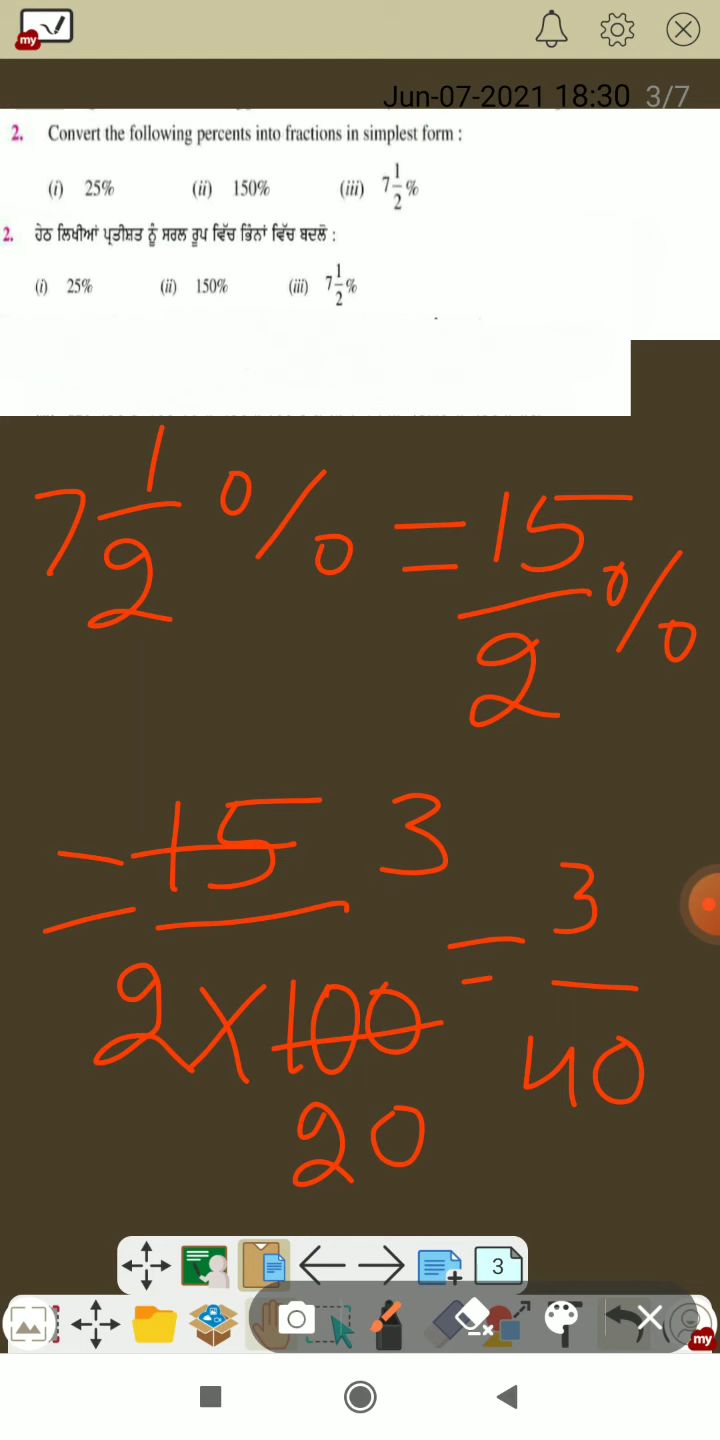 my
Jun-07-2021 18:30 3/7
2. Convert the following percents into fractions in simplest form :
(i) 25% (ii) 150% (iii) 7 1/2 %
2. ਹੇਠ ਲਿਖੀਆਂ ਪ੍ਰਤੀਸ਼ਤ ਨੂੰ ਸਰਲ ਰੂਪ ਵਿੱਚ ਭਿੰਨਾਂ ਵਿੱਚ ਬਦਲੋ :
(i) 25% (ii) 150% (iii) 7 1/2 %
7 1/2 % = 15/2 %
= 15 3
2 × 100
20
= 3/40
3
my